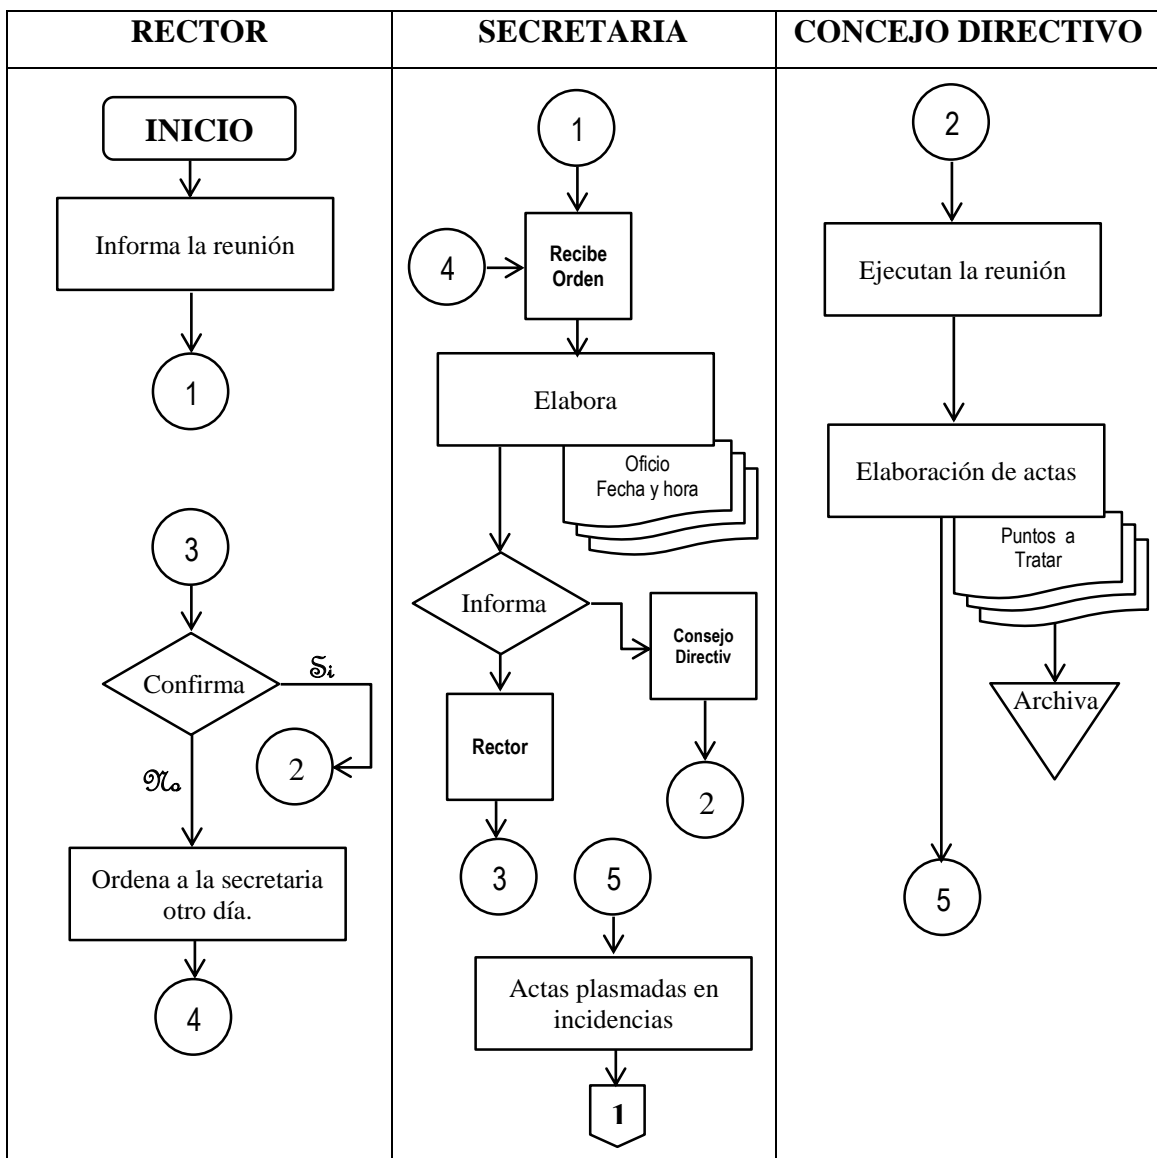 RECTOR
SECRETARIA
CONCEJO DIRECTIVO
INICIO
Informa la reunión
1
3
Confirma
Si
No
2
Ordena a la secretaria
otro día.
4
1
4
Recibe
Orden
Elabora
Oficio
Fecha y hora
Informa
Consejo
Directiv
Rector
2
3
5
Actas plasmadas en
incidencias
1
2
Ejecutan la reunión
Elaboración de actas
Puntos a
Tratar
Archiva
5